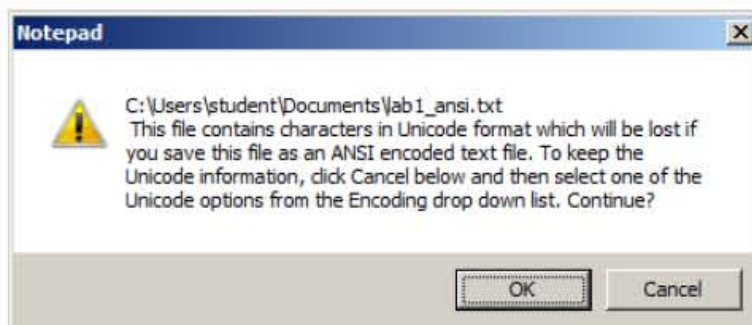 Notepad
C:\Users\student\Documents\lab1_ansi.txt
This file contains characters in Unicode format which will be lost if
you save this file as an ANSI encoded text file. To keep the
Unicode information, click Cancel below and then select one of the
Unicode options from the Encoding drop down list. Continue?
OK Cancel